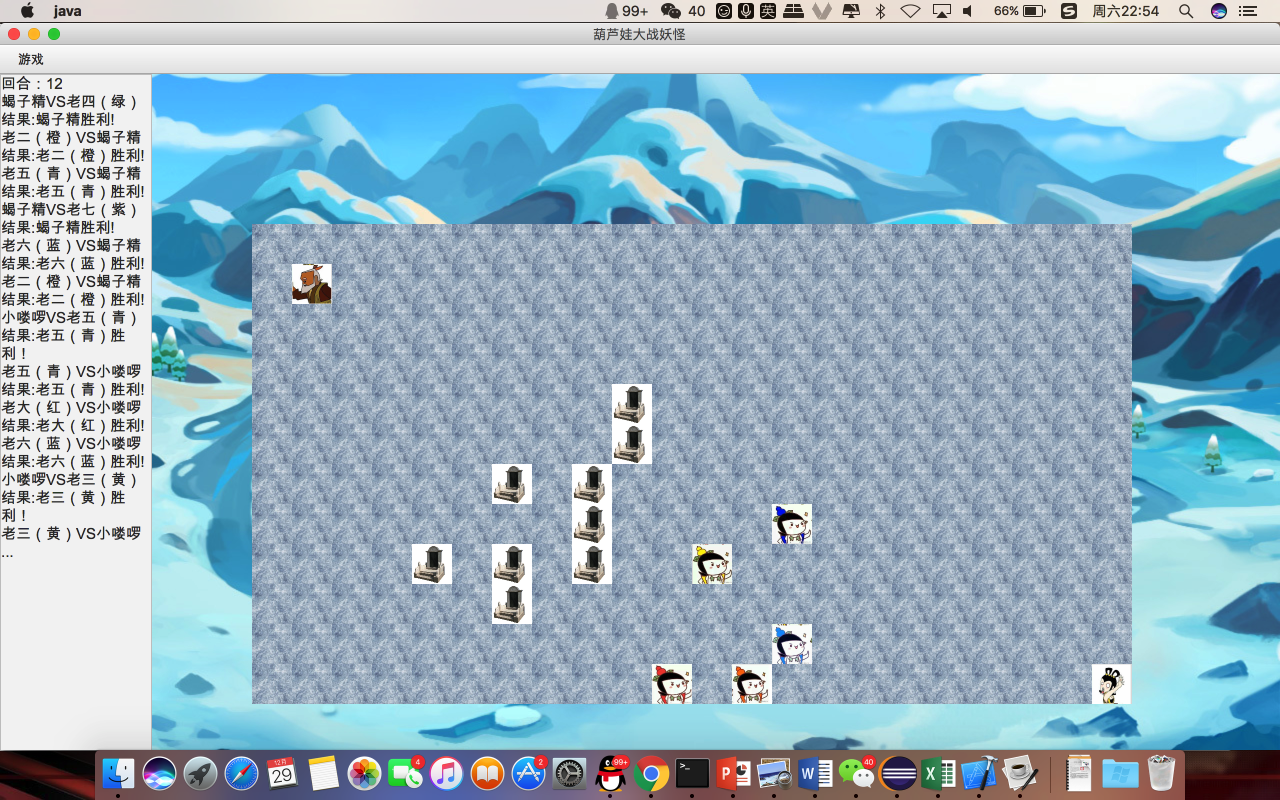 java
99+
40
英
66%
S
周六22:54
葫芦娃大战妖怪
游戏
回合：12
蝎子精VS老四（绿）
结果:蝎子精胜利!
老二（橙）VS蝎子精
结果:老二（橙）胜利!
老五（青）VS蝎子精
结果:老五（青）胜利!
蝎子精VS老七（紫）
结果:蝎子精胜利!
老六（蓝）VS蝎子精
结果:老六（蓝）胜利!
老二（橙）VS蝎子精
结果:老二（橙）胜利!
小喽啰VS老五（青）
结果:老五（青）胜
利！
老五（青）VS小喽啰
结果:老五（青）胜利!
老大（红）VS小喽啰
结果:老大（红）胜利!
老六（蓝）VS小喽啰
结果:老六（蓝）胜利!
小喽啰VS老三（黄）
结果:老三（黄）胜
利！
老三（黄）VS小喽啰
...
12月
29
4
2
99+
>_
P
W
40
X